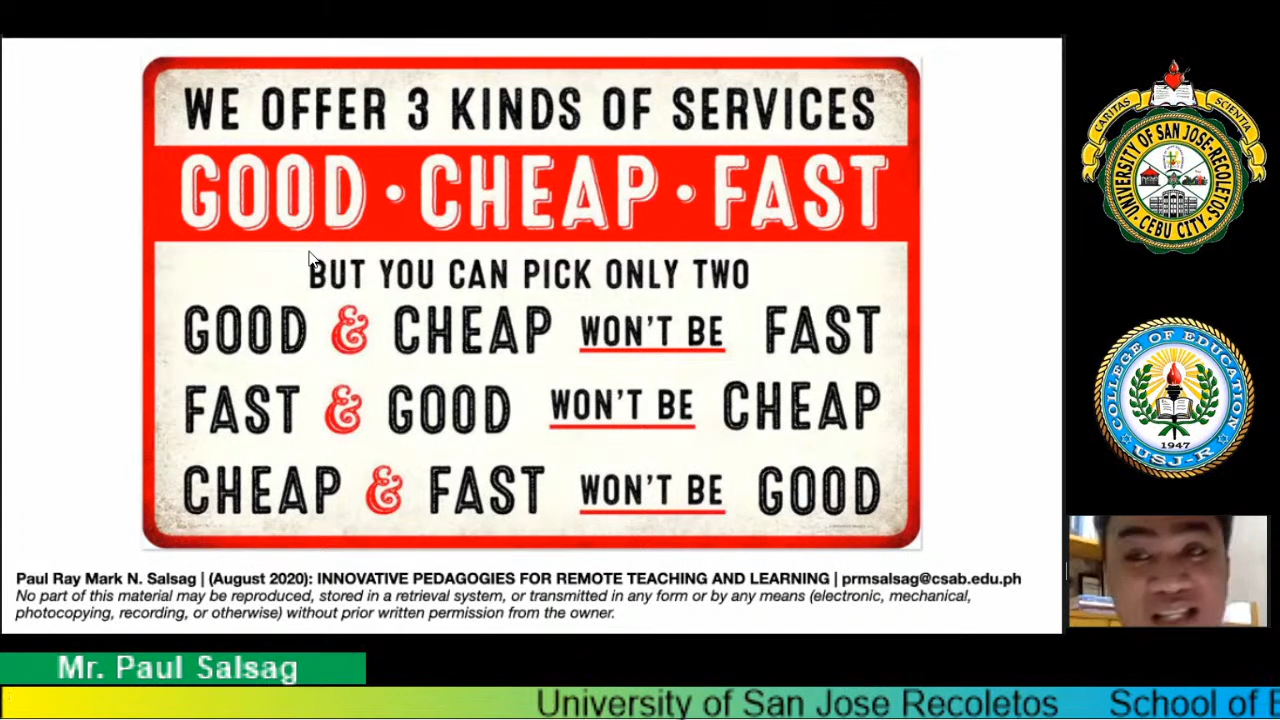 WE OFFER 3 KINDS OF SERVICES
GOOD · CHEAP · FAST
BUT YOU CAN PICK ONLY TWO
GOOD & CHEAP WON'T BE FAST
FAST & GOOD WON'T BE CHEAP
CHEAP & FAST WON'T BE GOOD
Paul Ray Mark N. Salsag | (August 2020): INNOVATIVE PEDAGOGIES FOR REMOTE TEACHING AND LEARNING | prmsalsag@csab.edu.ph
No part of this material may be reproduced, stored in a retrieval system, or transmitted in any form or by any means (electronic, mechanical,
photocopying, recording, or otherwise) without prior written permission from the owner.
CARITAS SCIENTIA
UNIVERSITY OF SAN JOSE-RECOLETOS
CEBU CITY
COLLEGE OF EDUCATION
1947
USJ-R
Mr. Paul Salsag
University of San Jose Recoletos School of E